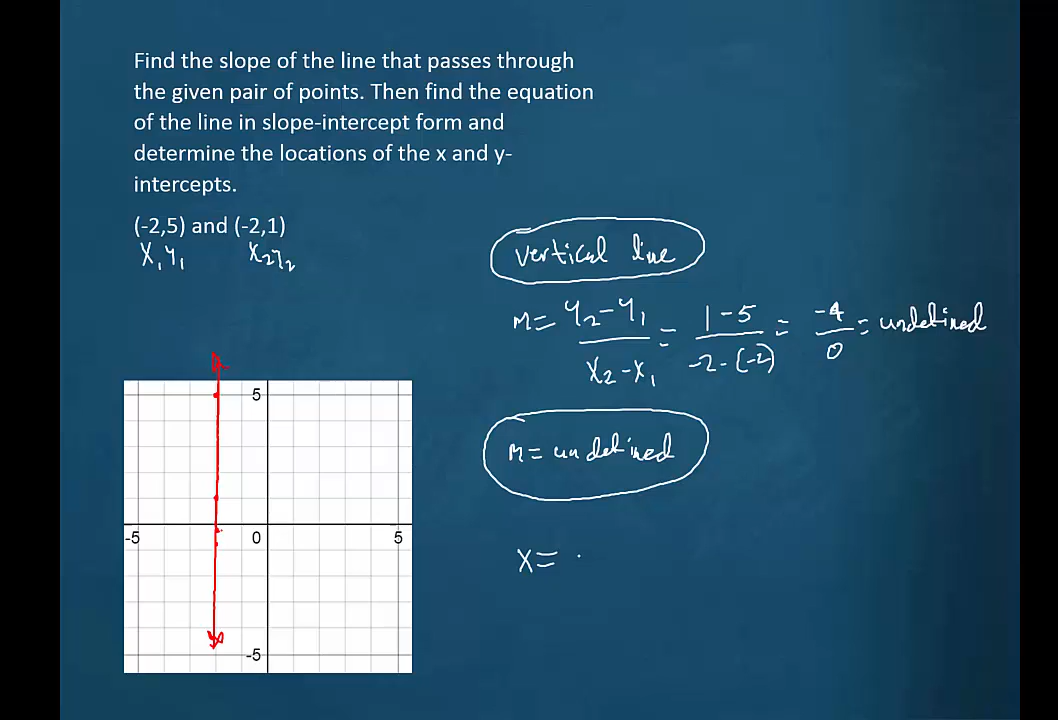 Find the slope of the line that passes through
the given pair of points. Then find the equation
of the line in slope-intercept form and
determine the locations of the x and y-
intercepts.
(-2,5) and (-2,1)
x₁ y₁ x₂ y₂
vertical line
m = y₂-y₁/x₂-x₁ = 1-5/-2-(-2) = -4/0 = undefined
m = undefined
x =
5
-5 0 5
-5